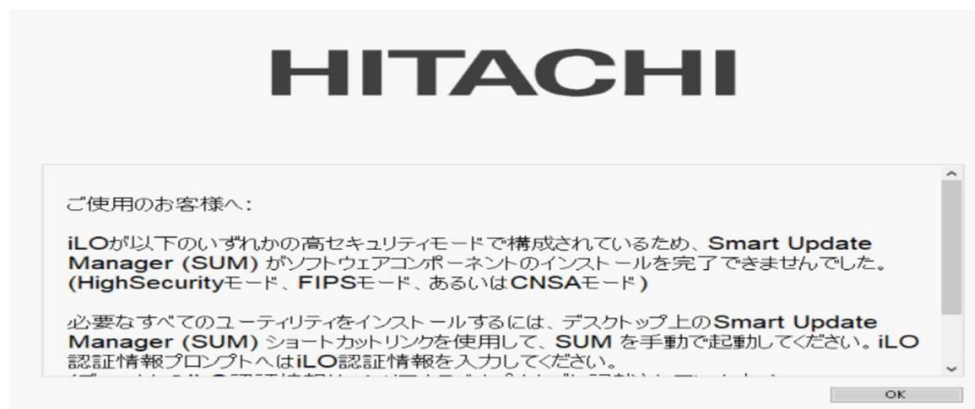 HITACHI
ご使用のお客様へ:
iLOが以下のいずれかの高セキュリティモードで構成されているため、Smart Update
Manager (SUM) がソフトウェアコンポーネントのインストールを完了できませんでした。
(HighSecurityモード、FIPSモード、あるいはCNSAモード)
必要なすべてのユーティリティをインストールするには、デスクトップ上のSmart Update
Manager (SUM) ショートカットリンクを使用して、SUM を手動で起動してください。iLO
認証情報プロンプトへはiLO認証情報を入力してください。
OK